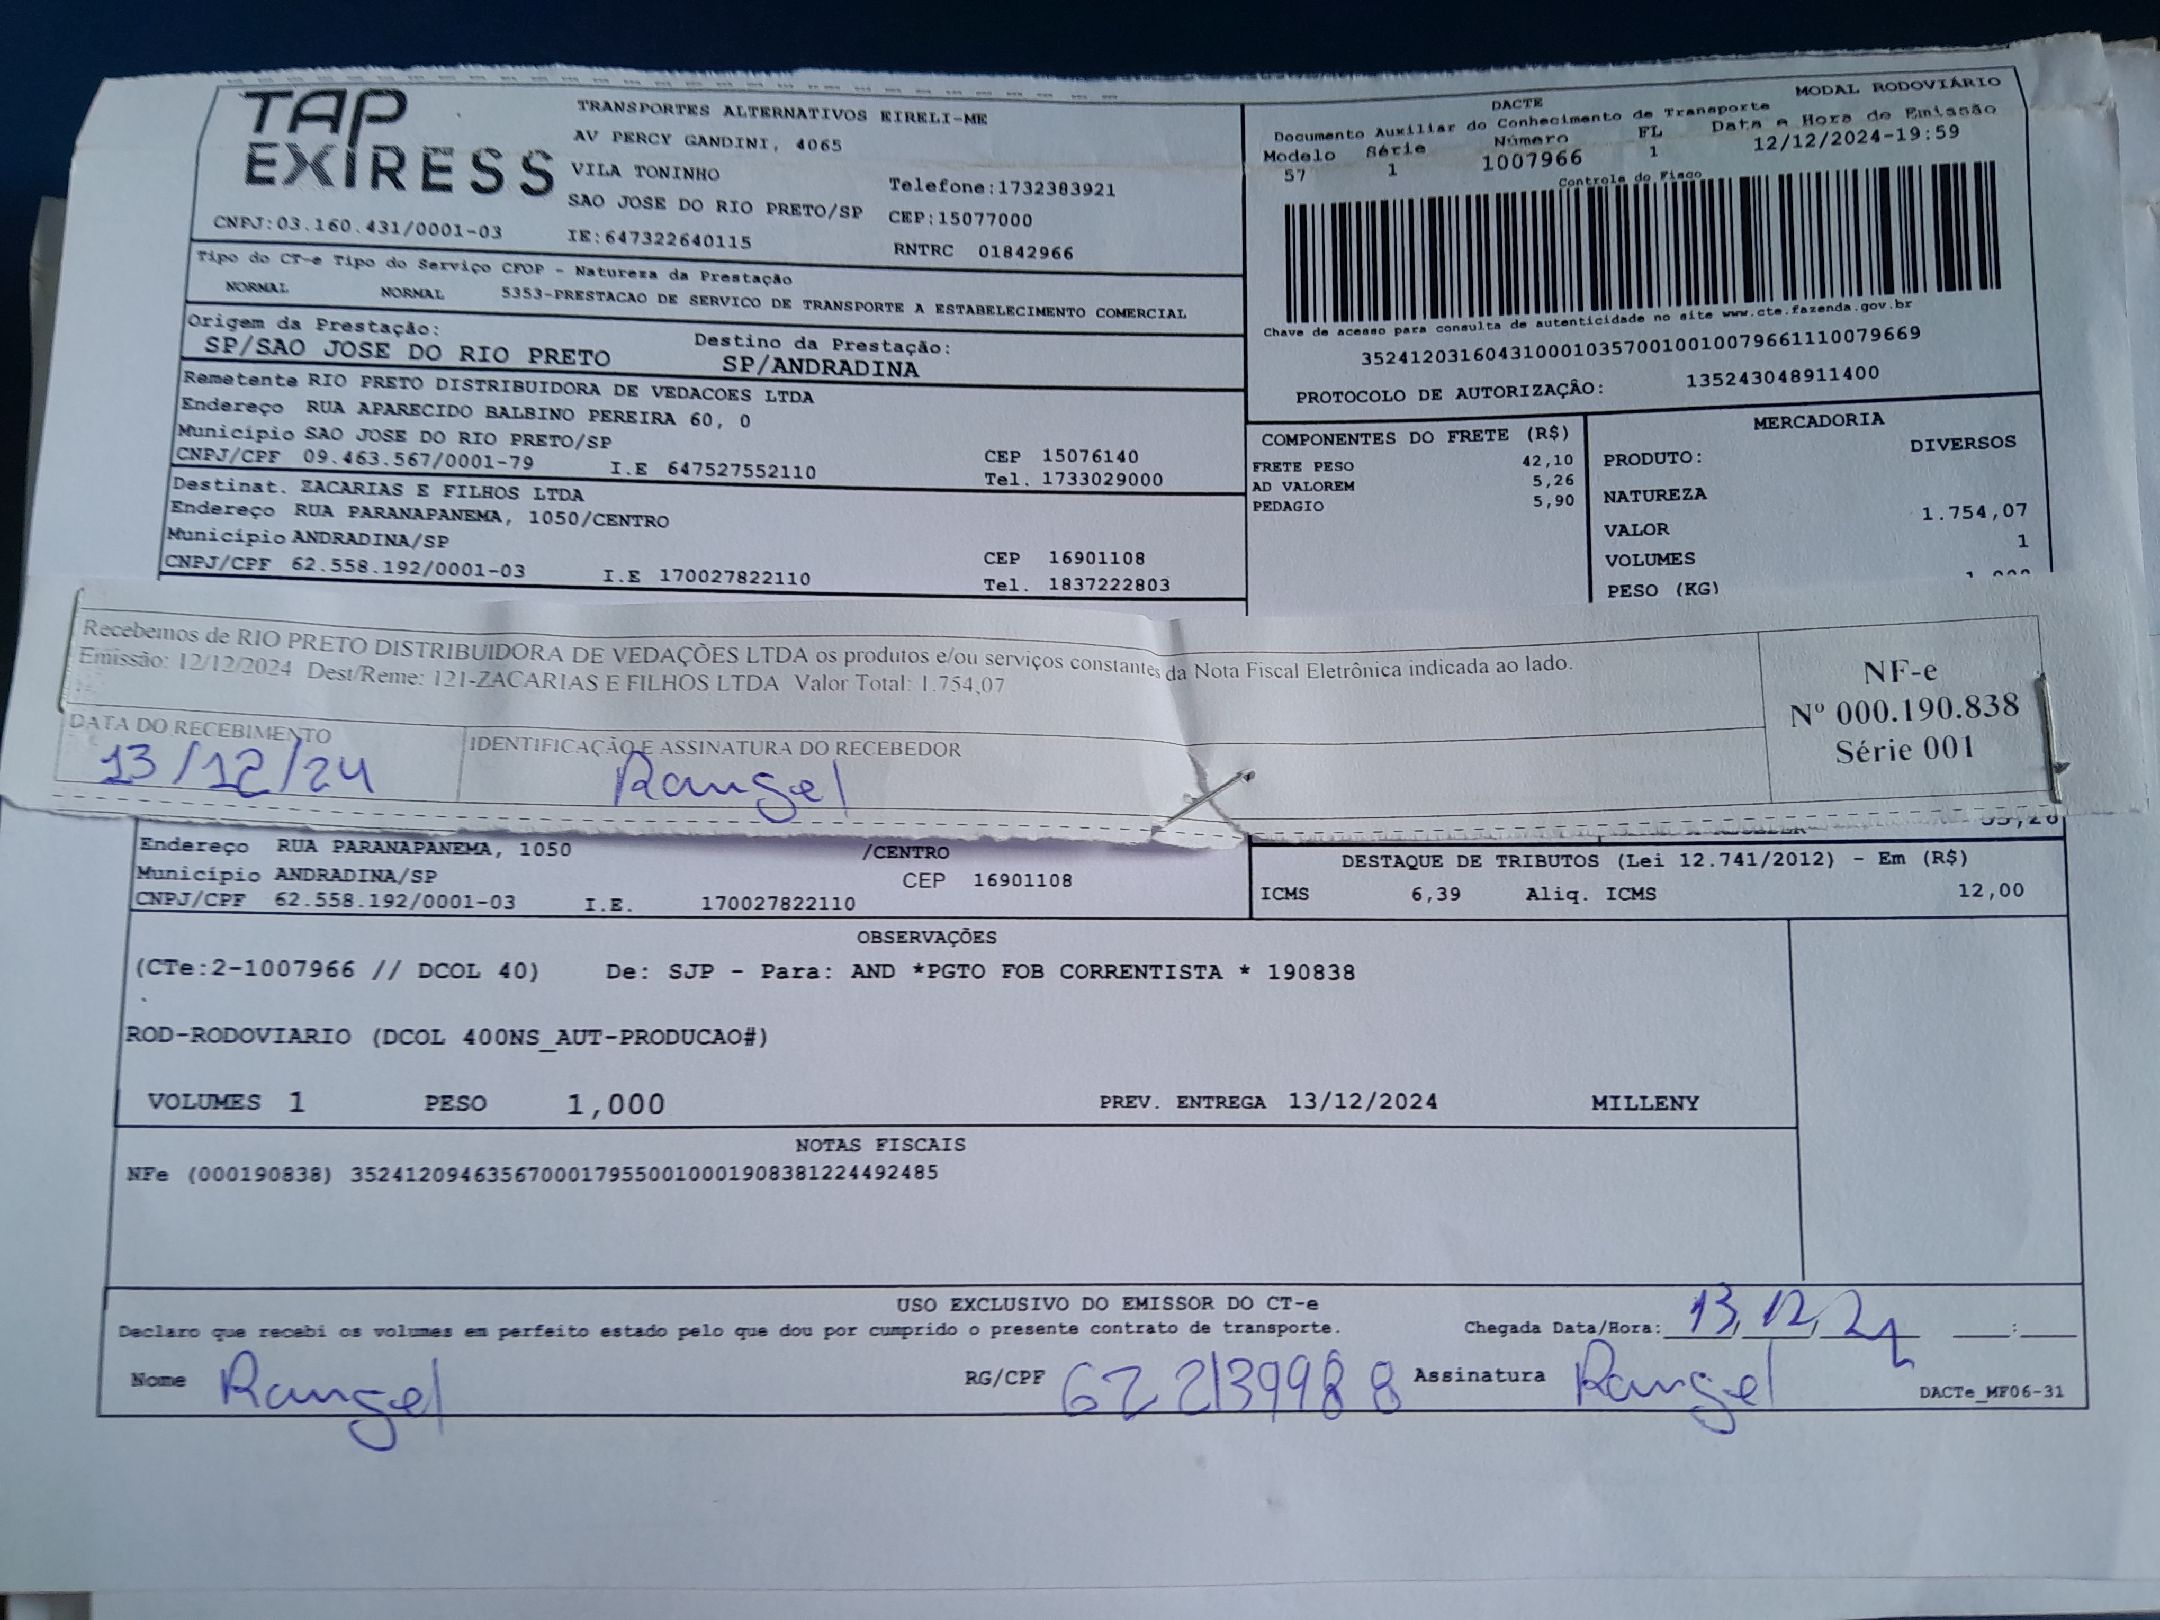 TAP EXIRESS
TRANSPORTES ALTERNATIVOS EIRELI-ME
AV PERCY GANDINI, 4065
VILA TONINHO Telefone:1732383921
SAO JOSE DO RIO PRETO/SP CEP:15077000
CNPJ:03.160.431/0001-03 IE:647322640115 RNTRC 01842966
Tipo do CT-e Tipo do Serviço CFOP - Natureza da Prestação
NORMAL NORMAL 5353-PRESTACAO DE SERVICO DE TRANSPORTE A ESTABELECIMENTO COMERCIAL
Origem da Prestação: Destino da Prestação:
SP/SAO JOSE DO RIO PRETO SP/ANDRADINA
Remetente RIO PRETO DISTRIBUIDORA DE VEDACOES LTDA
Endereço RUA APARECIDO BALBINO PEREIRA 60, 0
Município SAO JOSE DO RIO PRETO/SP CEP 15076140
CNPJ/CPF 09.463.567/0001-79 I.E 647527552110 Tel. 1733029000
Destinat. ZACARIAS E FILHOS LTDA
Endereço RUA PARANAPANEMA, 1050/CENTRO
Município ANDRADINA/SP CEP 16901108
CNPJ/CPF 62.558.192/0001-03 I.E 170027822110 Tel. 1837222803
DACTE MODAL RODOVIÁRIO
Documento Auxiliar do Conhecimento de Transporte
Modelo Série Número FL Data e Hora de Emissão
57 1 1007966 1 12/12/2024-19:59
Controle do Fisco
Chave de acesso para consulta de autenticidade no site www.cte.fazenda.gov.br
35241203160431000103570010010079661110079669
PROTOCOLO DE AUTORIZAÇÃO: 135243048911400
COMPONENTES DO FRETE (R$)
FRETE PESO 42,10
AD VALOREM 5,26
PEDAGIO 5,90
MERCADORIA
PRODUTO: DIVERSOS
NATUREZA
VALOR 1.754,07
VOLUMES 1
PESO (KG)
Recebemos de RIO PRETO DISTRIBUIDORA DE VEDAÇÕES LTDA os produtos e/ou serviços constantes da Nota Fiscal Eletrônica indicada ao lado.
Emissão: 12/12/2024 Dest/Reme: 121-ZACARIAS E FILHOS LTDA Valor Total: 1.754,07
DATA DO RECEBIMENTO IDENTIFICAÇÃO E ASSINATURA DO RECEBEDOR
13/12/24 Rangel
NF-e
Nº 000.190.838
Série 001
Endereço RUA PARANAPANEMA, 1050 /CENTRO
Município ANDRADINA/SP CEP 16901108
CNPJ/CPF 62.558.192/0001-03 I.E. 170027822110
DESTAQUE DE TRIBUTOS (Lei 12.741/2012) - Em (R$)
ICMS 6,39 Aliq. ICMS 12,00
OBSERVAÇÕES
(CTe:2-1007966 // DCOL 40) De: SJP - Para: AND *PGTO FOB CORRENTISTA * 190838
.
ROD-RODOVIARIO (DCOL 400NS_AUT-PRODUCAO#)
VOLUMES 1 PESO 1,000 PREV. ENTREGA 13/12/2024 MILLENY
NOTAS FISCAIS
NFe (000190838) 35241209463567000179550010001908381224492485
USO EXCLUSIVO DO EMISSOR DO CT-e
Declaro que recebi os volumes em perfeito estado pelo que dou por cumprido o presente contrato de transporte. Chegada Data/Hora: 13,12,24 :
Nome Rangel RG/CPF 622139988 Assinatura Rangel
DACTe_MF06-31